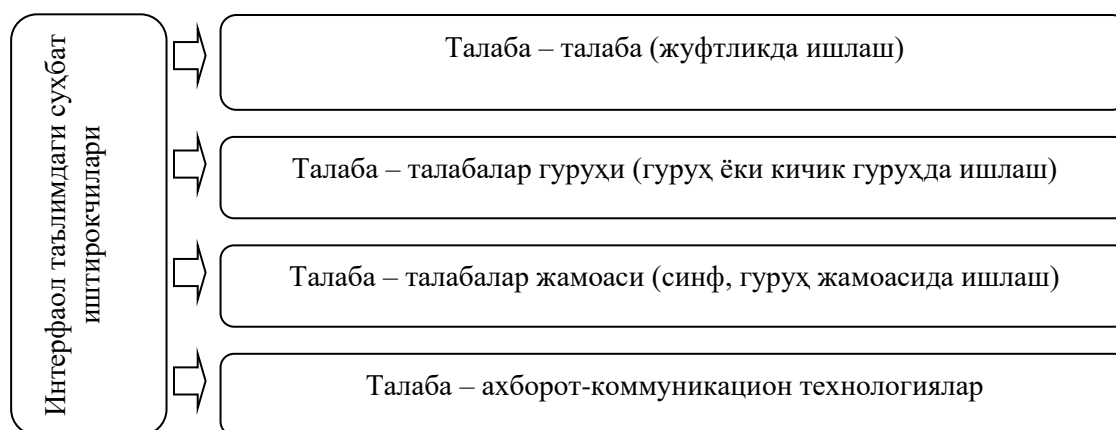 Интерфаол таълимдаги суҳбат
иштирокчилари
Талаба – талаба (жуфтликда ишлаш)
Талаба – талабалар гуруҳи (гуруҳ ёки кичик гуруҳда ишлаш)
Талаба – талабалар жамоаси (синф, гуруҳ жамоасида ишлаш)
Талаба – ахборот-коммуникацион технологиялар